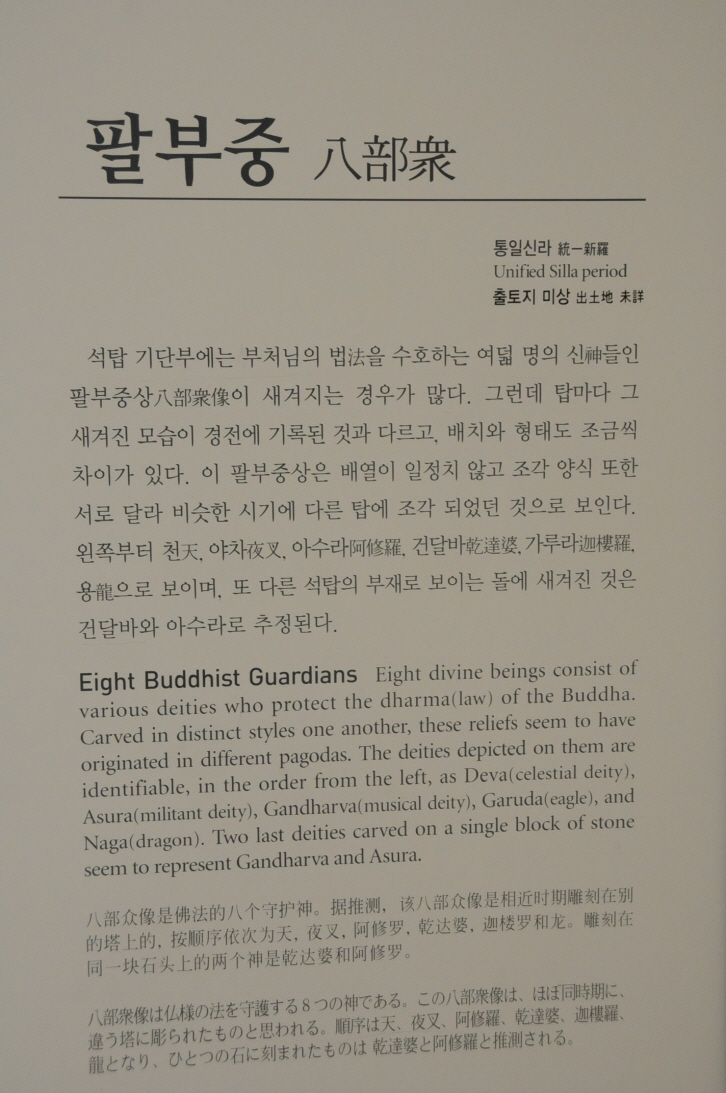 팔부중 八部衆
통일신라 統一新羅
Unified Silla period
출토지 미상 出土地 未詳
석탑 기단부에는 부처님의 법法을 수호하는 여덟 명의 신神들인
팔부중상八部衆像이 새겨지는 경우가 많다. 그런데 탑마다 그
새겨진 모습이 경전에 기록된 것과 다르고, 배치와 형태도 조금씩
차이가 있다. 이 팔부중상은 배열이 일정치 않고 조각 양식 또한
서로 달라 비슷한 시기에 다른 탑에 조각 되었던 것으로 보인다.
왼쪽부터 천天, 야차夜叉, 아수라阿修羅, 건달바乾達婆, 가루라迦樓羅,
용龍으로 보이며, 또 다른 석탑의 부재로 보이는 돌에 새겨진 것은
건달바와 아수라로 추정된다.
Eight Buddhist Guardians Eight divine beings consist of
various deities who protect the dharma(law) of the Buddha.
Carved in distinct styles one another, these reliefs seem to have
originated in different pagodas. The deities depicted on them are
identifiable, in the order from the left, as Deva(celestial deity),
Asura(militant deity), Gandharva(musical deity), Garuda(eagle), and
Naga(dragon). Two last deities carved on a single block of stone
seem to represent Gandharva and Asura.
八部众像是佛法的八个守护神。据推测, 该八部众像是相近时期雕刻在别
的塔上的, 按顺序依次为天, 夜叉, 阿修罗, 乾达婆, 迦楼罗和龙。雕刻在
同一块石头上的两个神是乾达婆和阿修罗。
八部衆像は仏様の法を守護する8つの神である。この八部衆像は、ほぼ同時期に、
違う塔に彫られたものと思われる。順序は天、夜叉、阿修羅、乾達婆、迦樓羅、
龍となり、ひとつの石に刻まれたものは 乾達婆と阿修羅と推測される。